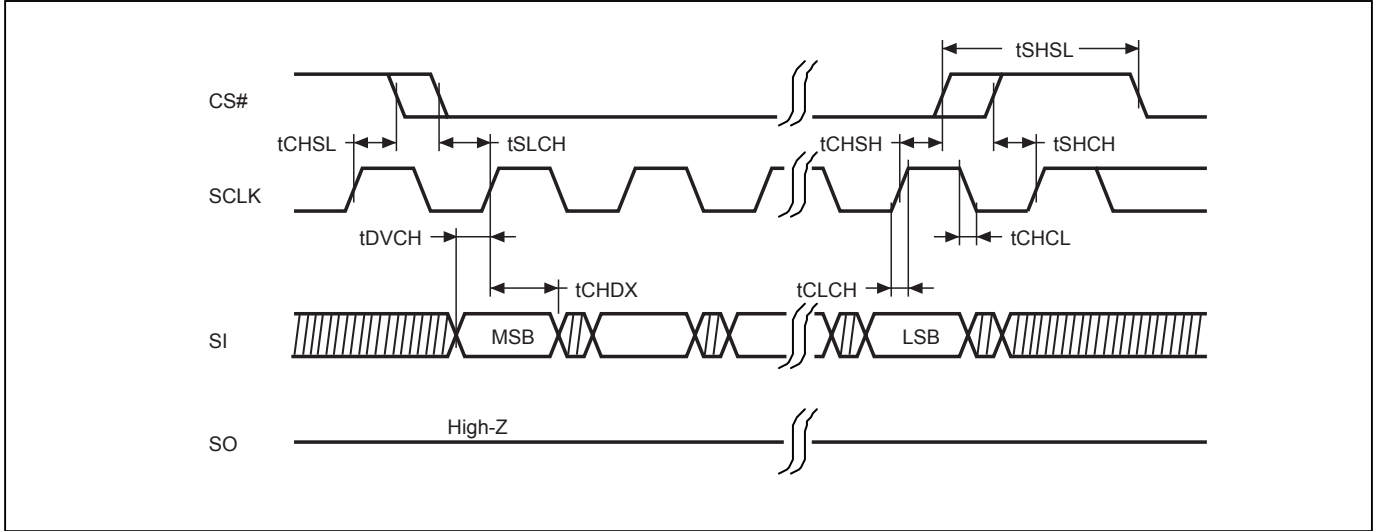 tSHSL
CS#
tCHSL
tSLCH
tCHSH
tSHCH
SCLK
tDVCH
tCHCL
tCHDX
tCLCH
SI
MSB
LSB
High-Z
SO